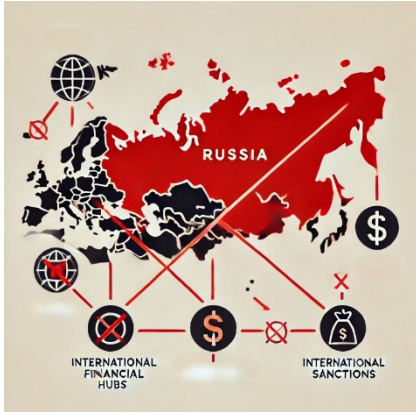 RUSSIA
$
$
$
INTERNATIONAL
FINANCIAL
HUBS
INTERNATIONAL
SANCTIONS